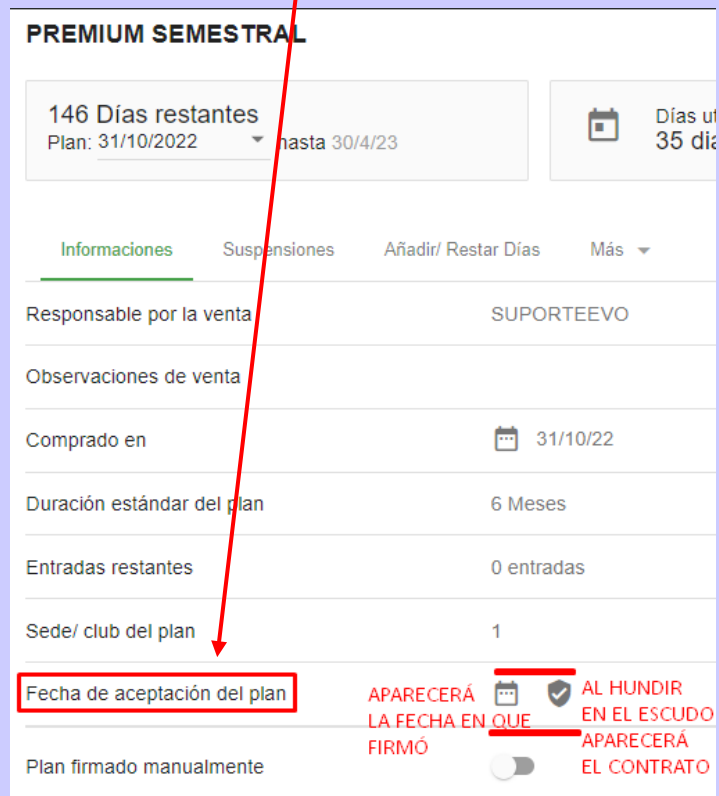 PREMIUM SEMESTRAL
146 Días restantes
Plan: 31/10/2022 hasta 30/4/23
Días
35
Informaciones Suspensiones Añadir/ Restar Días Más
Responsable por la venta SUPORTEEVO
Observaciones de venta
Comprado en 31/10/22
Duración estándar del plan 6 Meses
Entradas restantes 0 entradas
Sede/ club del plan 1
Fecha de aceptación del plan
APARECERÁ
LA FECHA EN QUE
FIRMÓ
AL HUNDIR
EN EL ESCUDO
APARECERÁ
EL CONTRATO
Plan firmado manualmente